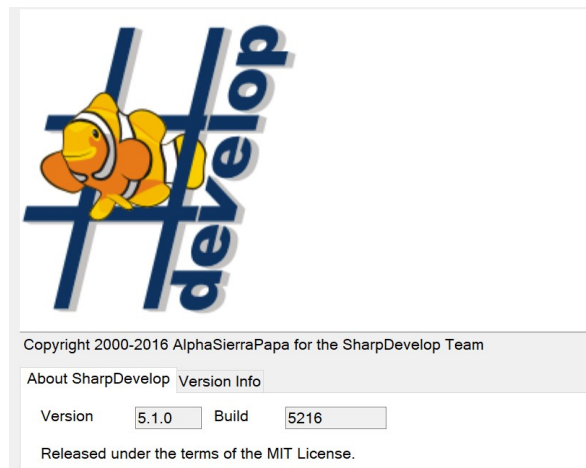 develop
Copyright 2000-2016 AlphaSierraPapa for the SharpDevelop Team
About SharpDevelop Version Info
Version 5.1.0 Build 5216
Released under the terms of the MIT License.